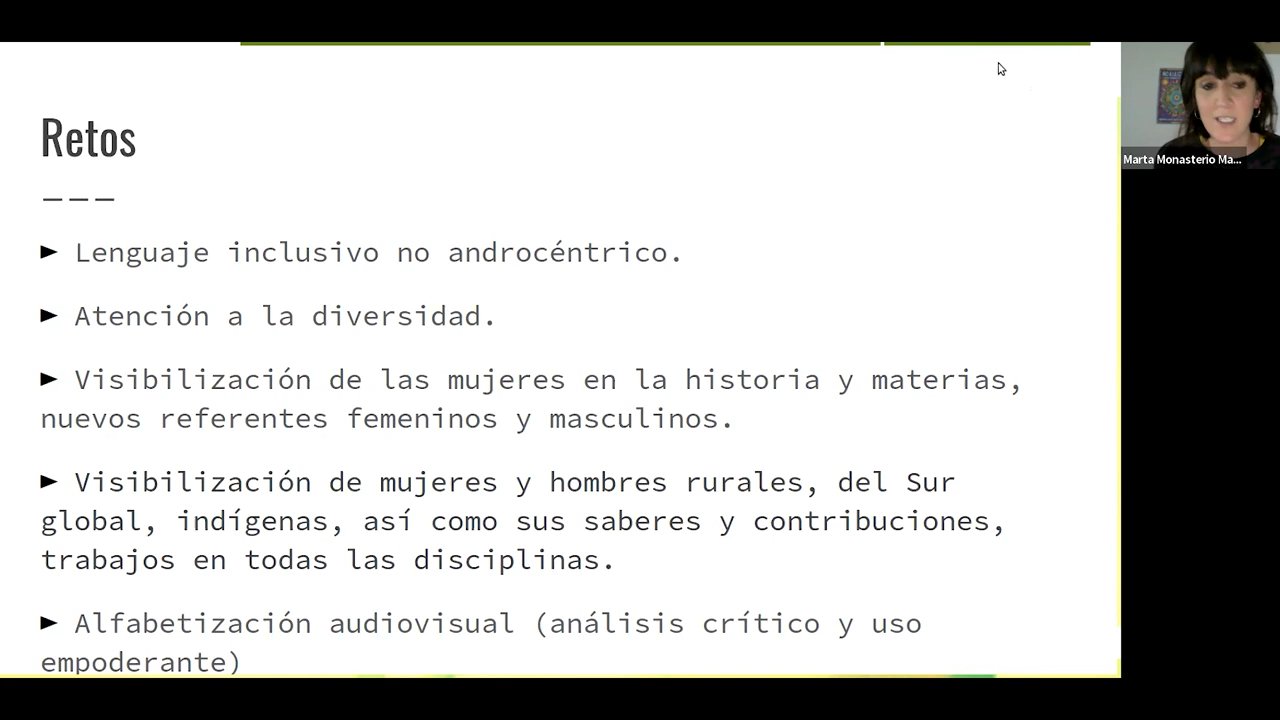 Retos
———
► Lenguaje inclusivo no androcéntrico.
► Atención a la diversidad.
► Visibilización de las mujeres en la historia y materias,
nuevos referentes femeninos y masculinos.
► Visibilización de mujeres y hombres rurales, del Sur
global, indígenas, así como sus saberes y contribuciones,
trabajos en todas las disciplinas.
► Alfabetización audiovisual (análisis crítico y uso
empoderante)
Marta Monasterio Ma...